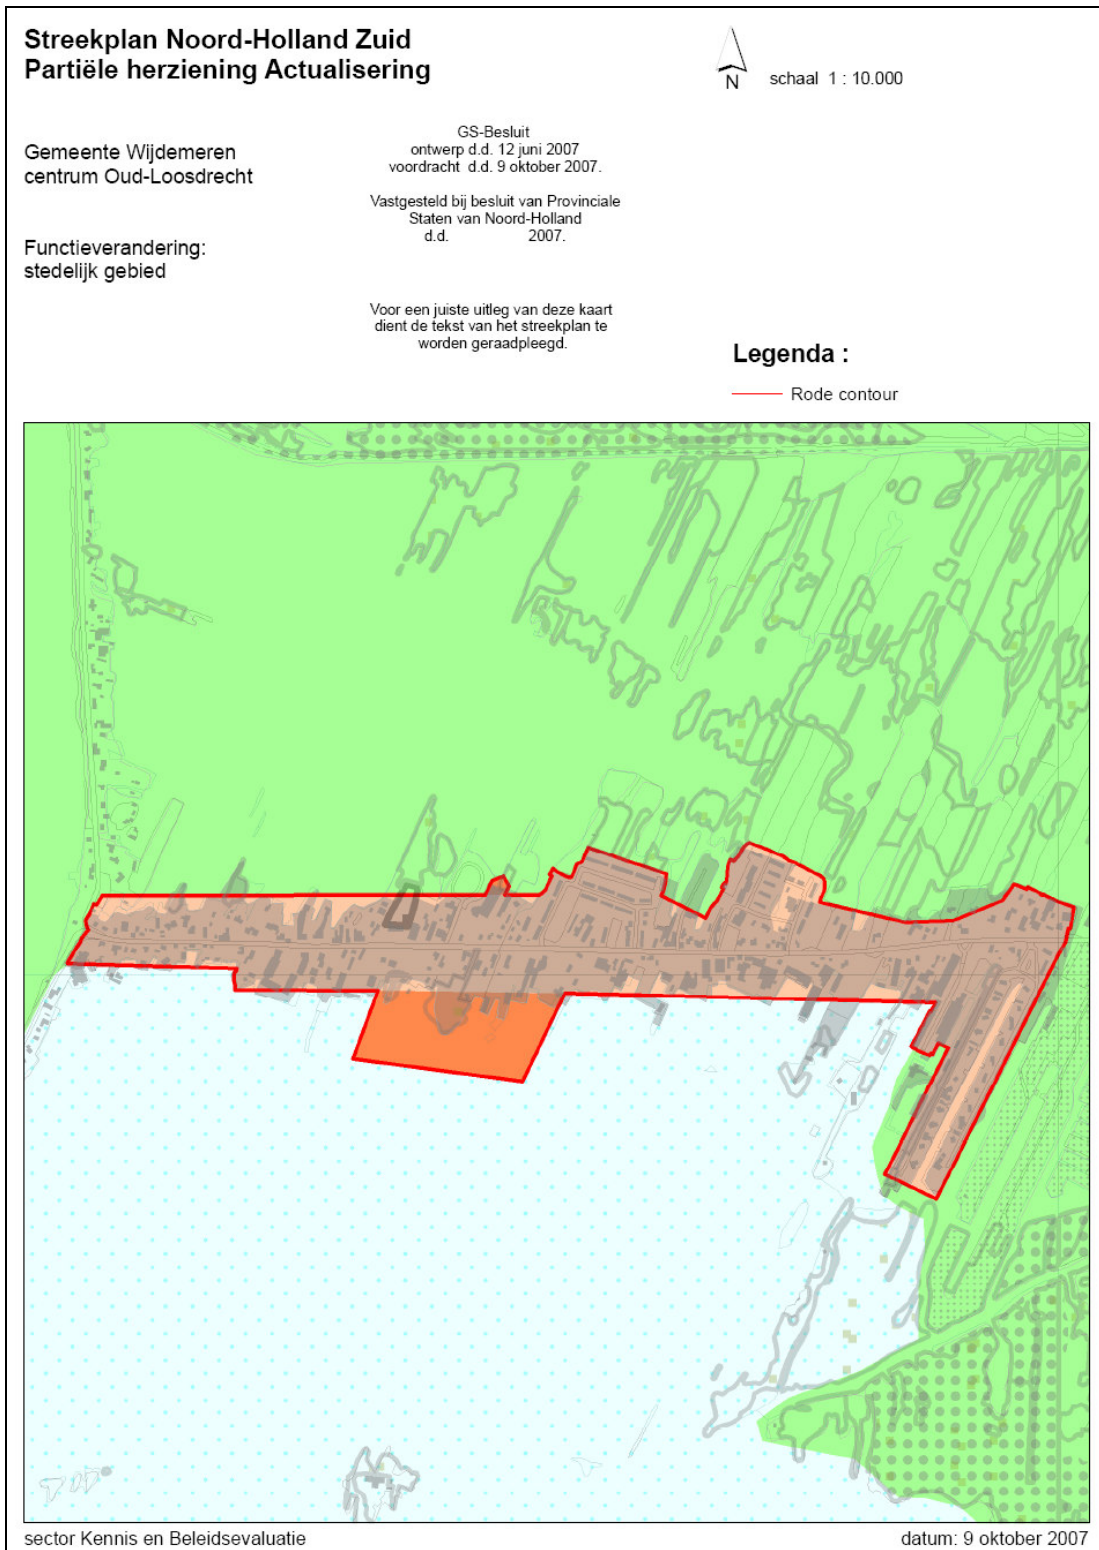 Streekplan Noord-Holland Zuid
Partiële herziening Actualisering
N
schaal 1 : 10.000
Gemeente Wijdemeren
centrum Oud-Loosdrecht
Functieverandering:
stedelijk gebied
GS-Besluit
ontwerp d.d. 12 juni 2007
voordracht d.d. 9 oktober 2007.
Vastgesteld bij besluit van Provinciale
Staten van Noord-Holland
d.d. 2007.
Voor een juiste uitleg van deze kaart
dient de tekst van het streekplan te
worden geraadpleegd.
Legenda :
Rode contour
sector Kennis en Beleidsevaluatie
datum: 9 oktober 2007